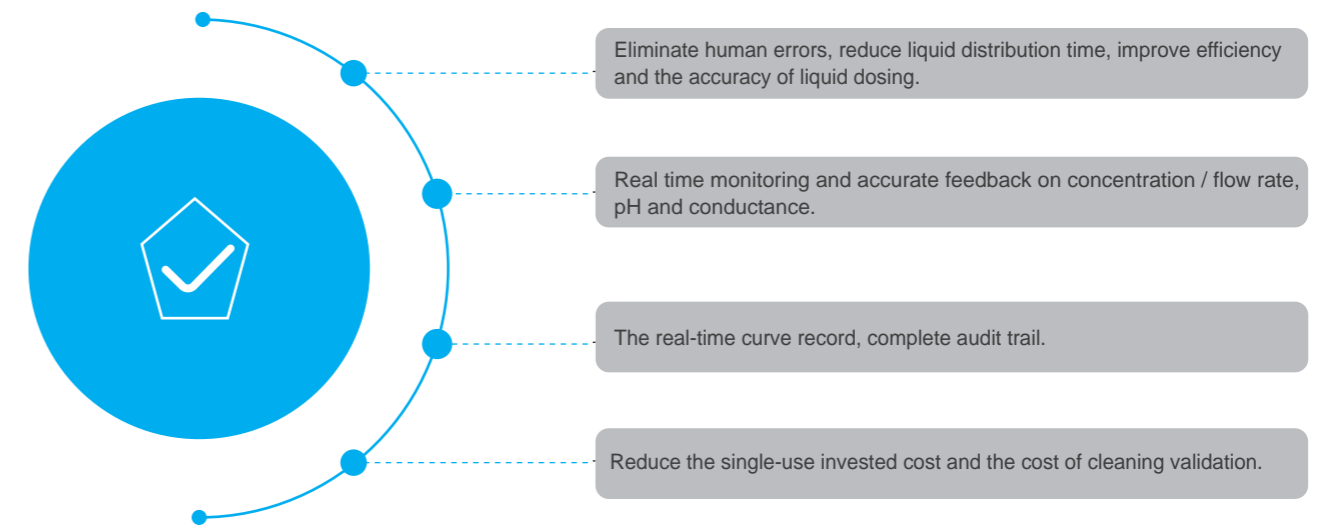 Eliminate human errors, reduce liquid distribution time, improve efficiency
and the accuracy of liquid dosing.
Real time monitoring and accurate feedback on concentration / flow rate,
pH and conductance.
The real-time curve record, complete audit trail.
Reduce the single-use invested cost and the cost of cleaning validation.